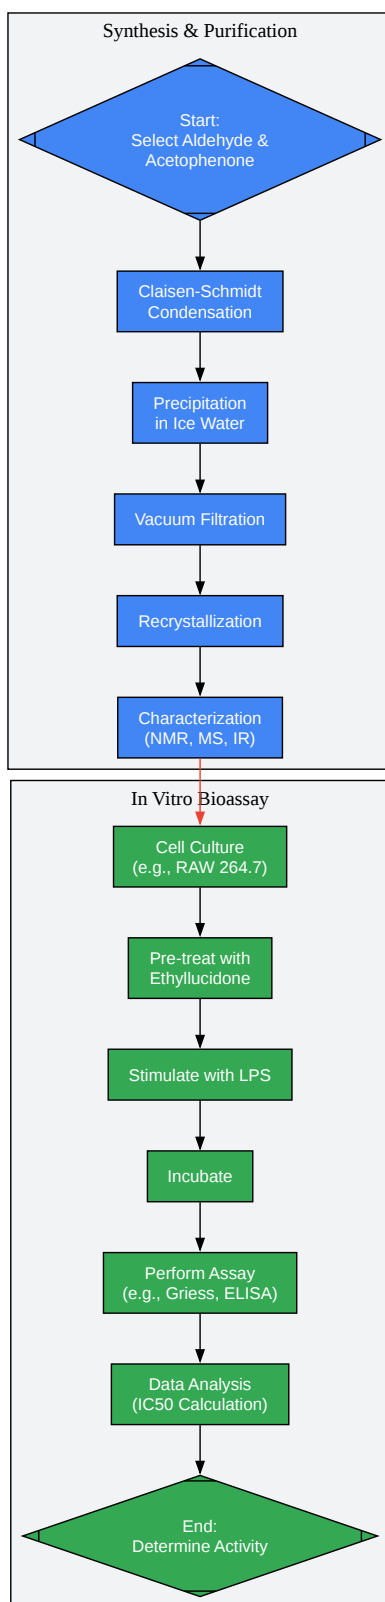 Synthesis & Purification
Start:
Select Aldehyde &
Acetophenone
Claisen-Schmidt
Condensation
Precipitation
in Ice Water
Vacuum Filtration
Recrystallization
Characterization
(NMR, MS, IR)
In Vitro Bioassay
Cell Culture
(e.g., RAW 264.7)
Pre-treat with
Ethyllucidone
Stimulate with LPS
Incubate
Perform Assay
(e.g., Griess, ELISA)
Data Analysis
(IC50 Calculation)
End:
Determine Activity